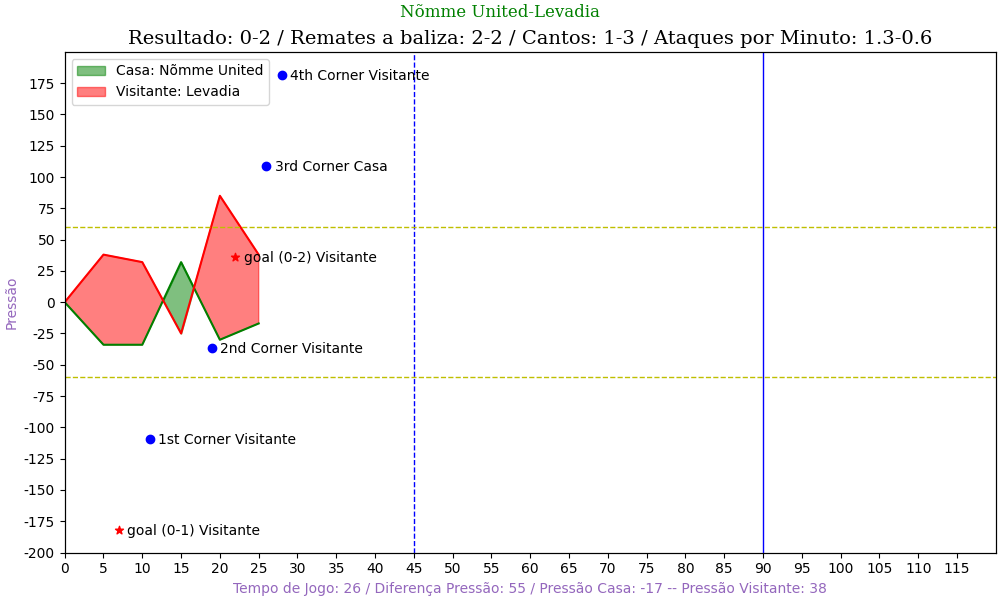 Nõmme United-Levadia
Resultado: 0-2 / Remates a baliza: 2-2 / Cantos: 1-3 / Ataques por Minuto: 1.3-0.6
Casa: Nõmme United
Visitante: Levadia
4th Corner Visitante
3rd Corner Casa
goal (0-2) Visitante
2nd Corner Visitante
1st Corner Visitante
goal (0-1) Visitante
Pressão
175
150
125
100
75
50
25
0
-25
-50
-75
-100
-125
-150
-175
-200
0 5 10 15 20 25 30 35 40 45 50 55 60 65 70 75 80 85 90 95 100 105 110 115
Tempo de Jogo: 26 / Diferença Pressão: 55 / Pressão Casa: -17 -- Pressão Visitante: 38